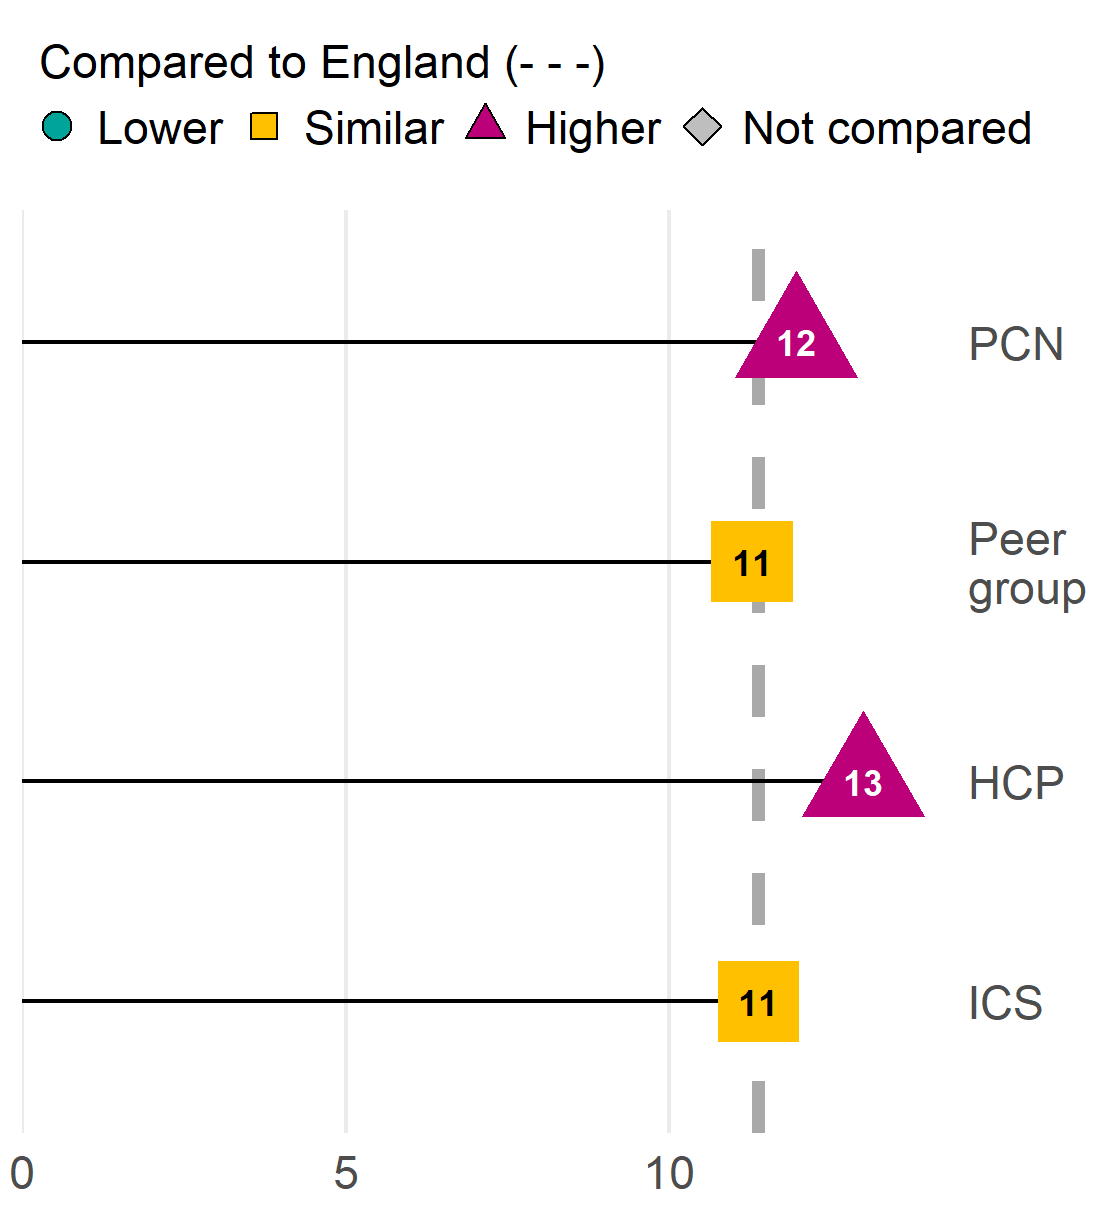 Compared to England (- - -)
Lower Similar Higher Not compared
12 PCN
11 Peer
group
13 HCP
11 ICS
0 5 10